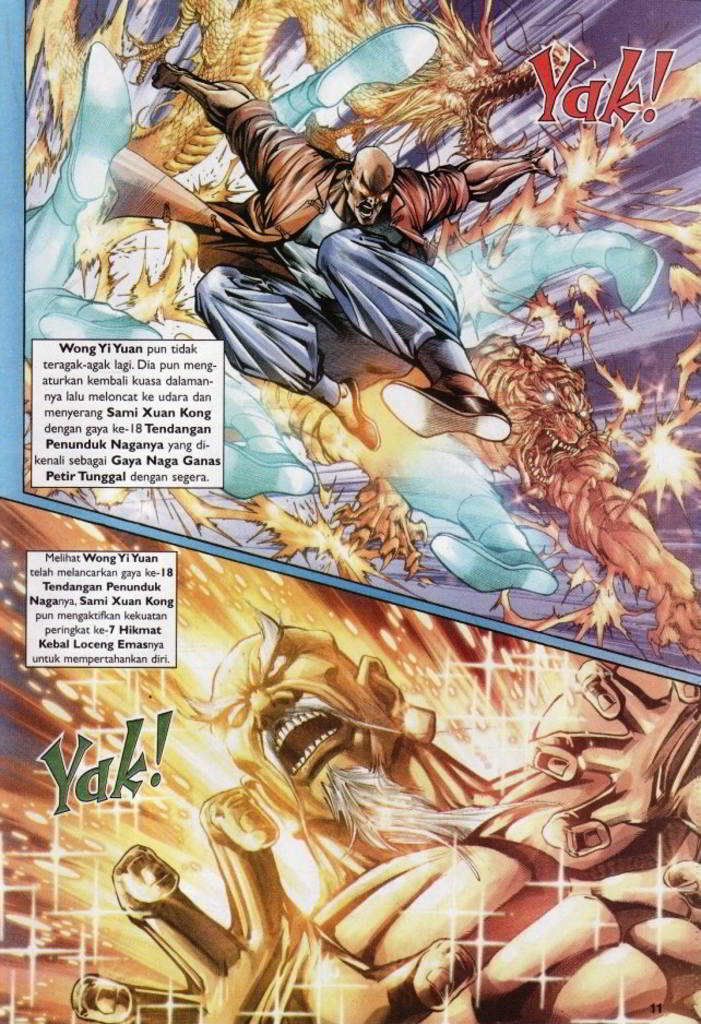 Yak!
Wong Yi Yuan pun tidak
teragak-agak lagi. Dia pun meng-
aturkan kembali kuasa dalaman-
nya lalu meloncat ke udara dan
menyerang Sami Xuan Kong
dengan gaya ke-18 Tendangan
Penunduk Naganya yang di-
kenali sebagai Gaya Naga Ganas
Petir Tunggal dengan segera.
Melihat Wong Yi Yuan
telah melancarkan gaya ke-18
Tendangan Penunduk
Naganya, Sami Xuan Kong
pun mengaktifkan kekuatan
peringkat ke-7 Hikmat
Kebal Loceng Emasnya
untuk mempertahankan diri.
Yak!
11